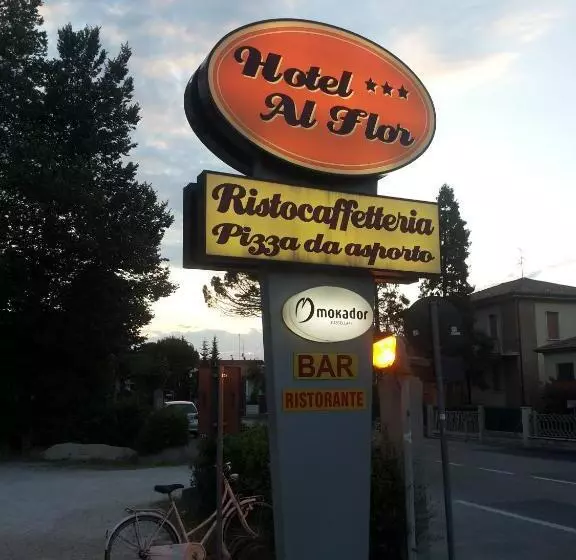 Hotel ***
Al Flor
Ristocaffetteria
Pizza da asporto
mokador
BAR
RISTORANTE